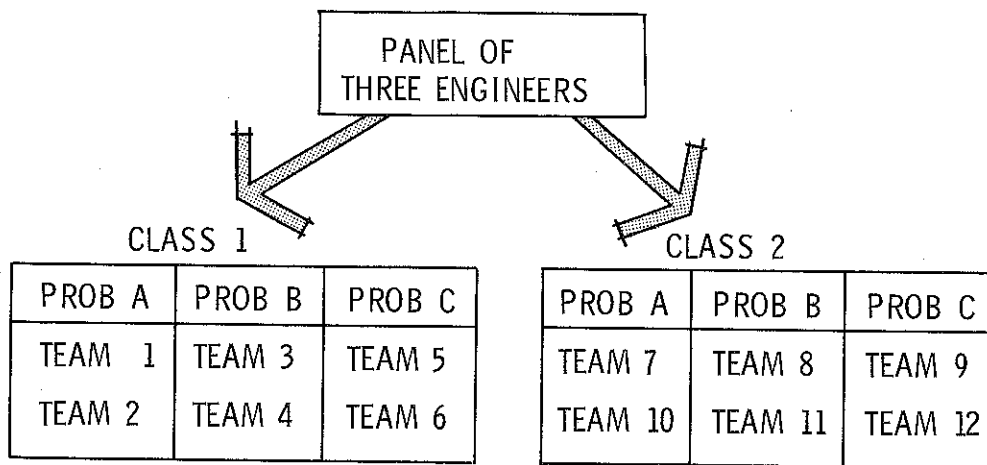 PANEL OF
THREE ENGINEERS
CLASS 1
PROB A PROB B PROB C
TEAM 1 TEAM 3 TEAM 5
TEAM 2 TEAM 4 TEAM 6
CLASS 2
PROB A PROB B PROB C
TEAM 7 TEAM 8 TEAM 9
TEAM 10 TEAM 11 TEAM 12